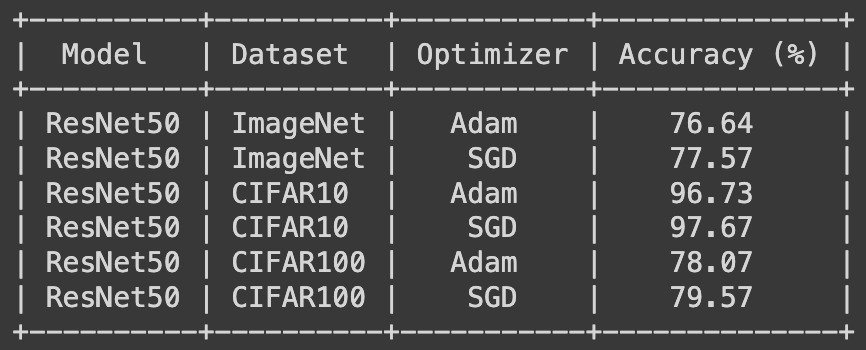 +----------+----------+-----------+--------------+
|  Model   | Dataset  | Optimizer | Accuracy (%) |
+----------+----------+-----------+--------------+
| ResNet50 | ImageNet |   Adam    |    76.64     |
| ResNet50 | ImageNet |    SGD    |    77.57     |
| ResNet50 | CIFAR10  |   Adam    |    96.73     |
| ResNet50 | CIFAR10  |    SGD    |    97.67     |
| ResNet50 | CIFAR100 |   Adam    |    78.07     |
| ResNet50 | CIFAR100 |    SGD    |    79.57     |
+----------+----------+-----------+--------------+